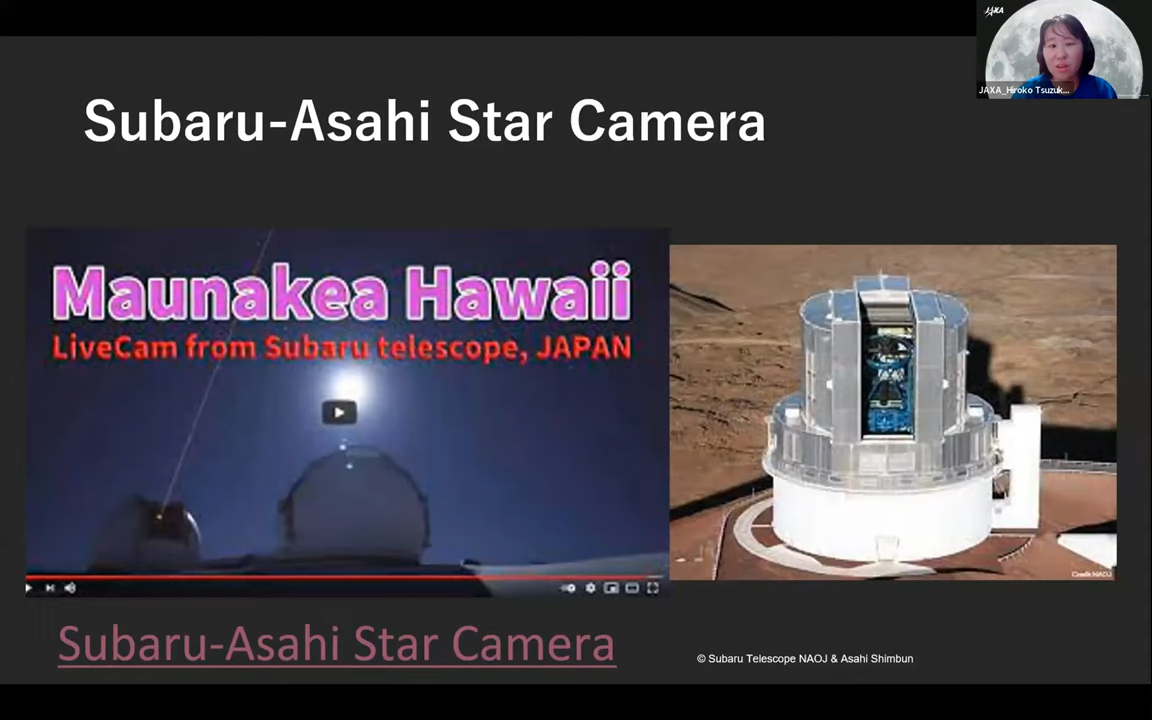 JAXA
JAXA_Hiroko Tsuzuk...
Subaru-Asahi Star Camera
Maunakea Hawaii
LiveCam from Subaru telescope, JAPAN
Credit:NAOJ
Subaru-Asahi Star Camera
© Subaru Telescope NAOJ & Asahi Shimbun